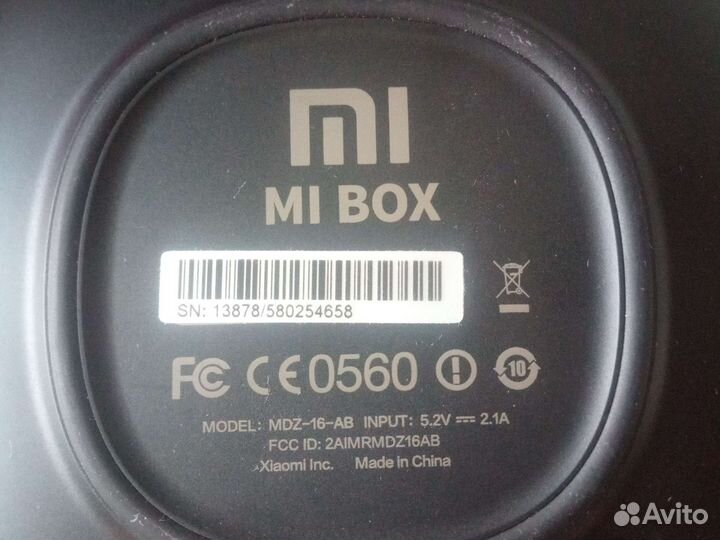 mi
MI BOX
SN: 13878/580254658
FC CE0560 10
MODEL: MDZ-16-AB INPUT: 5.2V⎓2.1A
FCC ID: 2AIMRMDZ16AB
Xiaomi Inc. Made in China
Avito